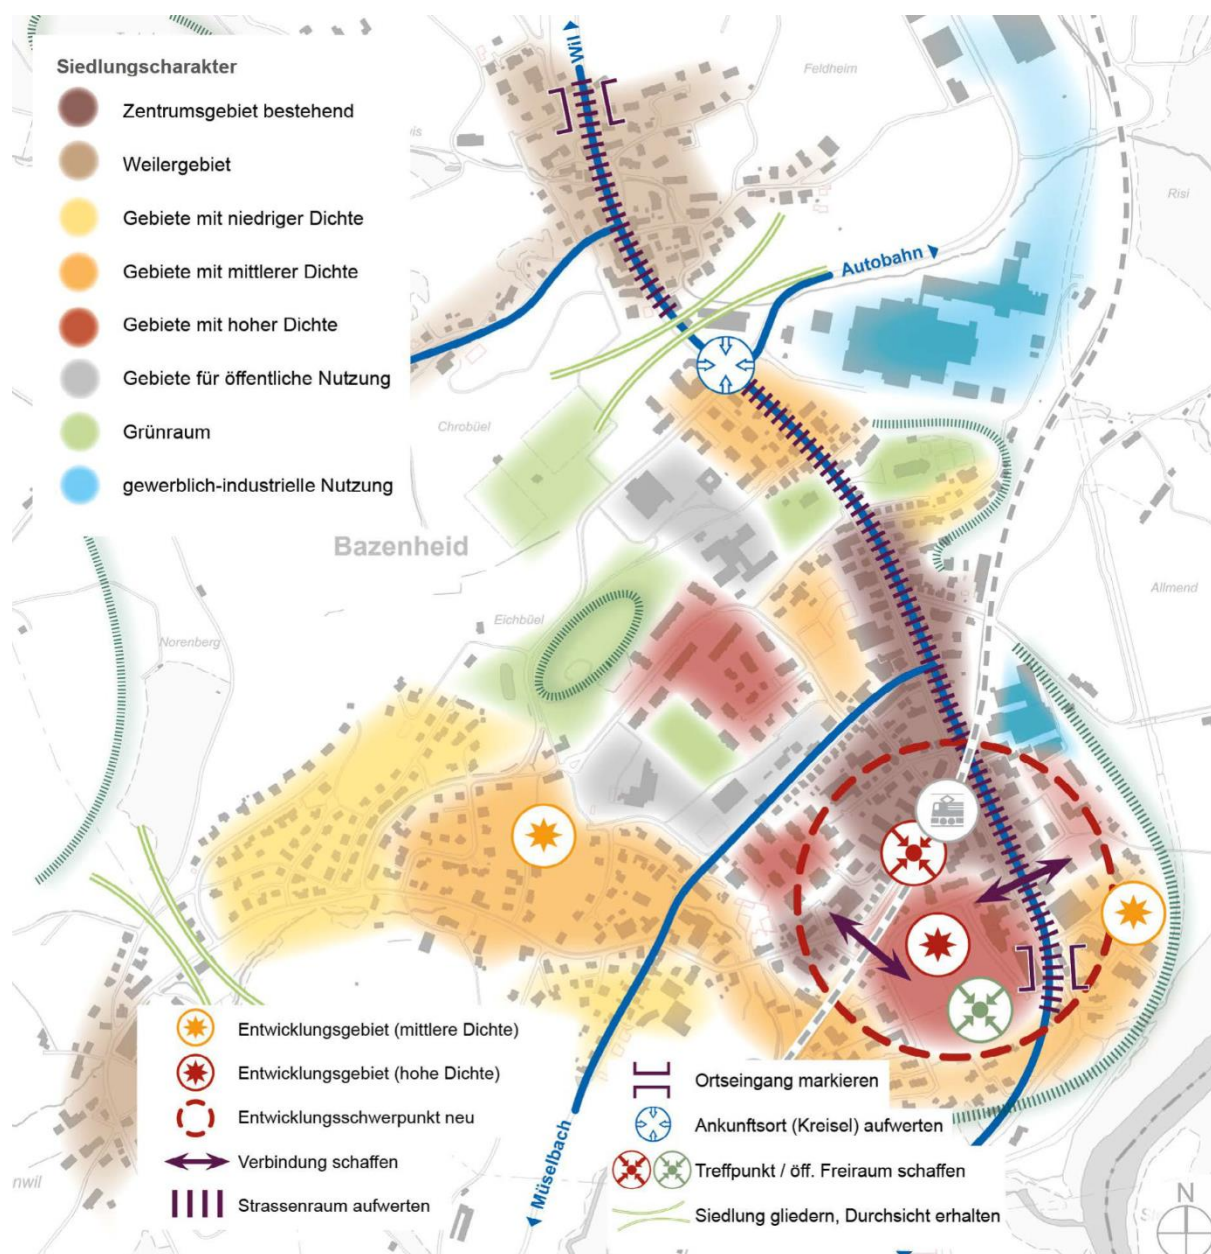 Siedlungscharakter
Zentrumsgebiet bestehend
Weilergebiet
Gebiete mit niedriger Dichte
Gebiete mit mittlerer Dichte
Gebiete mit hoher Dichte
Gebiete für öffentliche Nutzung
Grünraum
gewerblich-industrielle Nutzung
Wil
Feldheim
Risi
Autobahn
Chrobüel
Bazenheid
Allmend
Eichbüel
Norenberg
Entwicklungsgebiet (mittlere Dichte)
Entwicklungsgebiet (hohe Dichte)
Entwicklungsschwerpunkt neu
Verbindung schaffen
Strassenraum aufwerten
Müselbach
Ortseingang markieren
Ankunftsort (Kreisel) aufwerten
Treffpunkt / öff. Freiraum schaffen
Siedlung gliedern, Durchsicht erhalten
nwil
N